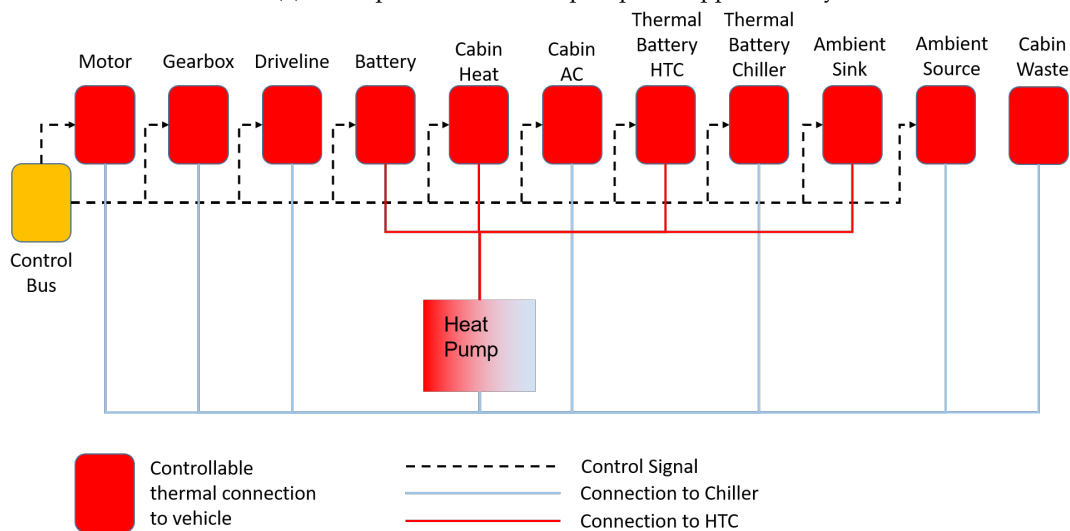 Motor
Gearbox
Driveline
Battery
Cabin
Heat
Cabin
AC
Thermal
Battery
HTC
Thermal
Battery
Chiller
Ambient
Sink
Ambient
Source
Cabin
Waste
Control
Bus
Heat
Pump
Controllable
thermal connection
to vehicle
Control Signal
Connection to Chiller
Connection to HTC